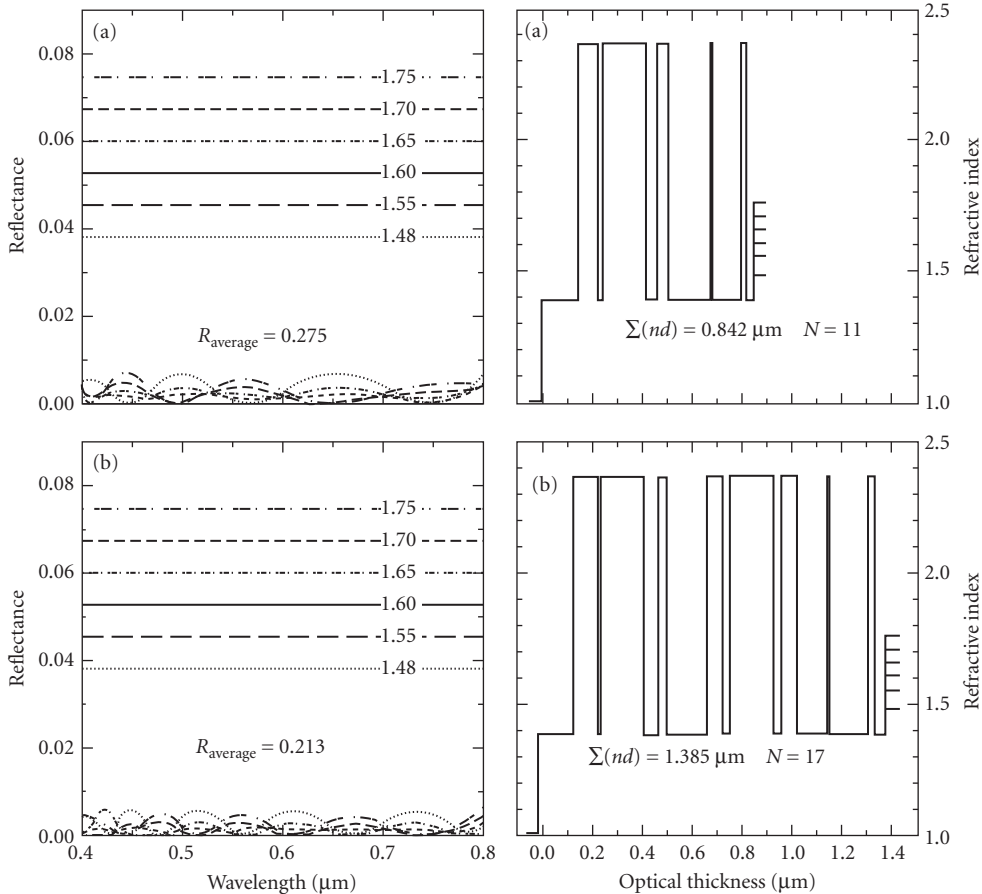 (a)
0.08
0.06
0.04
0.02
0.00
Reflectance
1.75
1.70
1.65
1.60
1.55
1.48
R average = 0.275
(a)
2.5
2.0
1.5
1.0
Refractive index
∑(nd) = 0.842 µm N = 11
(b)
0.08
0.06
0.04
0.02
0.00
Reflectance
1.75
1.70
1.65
1.60
1.55
1.48
R average = 0.213
0.4 0.5 0.6 0.7 0.8
Wavelength (µm)
(b)
2.5
2.0
1.5
1.0
Refractive index
∑(nd) = 1.385 µm N = 17
0.0 0.2 0.4 0.6 0.8 1.0 1.2 1.4
Optical thickness (µm)